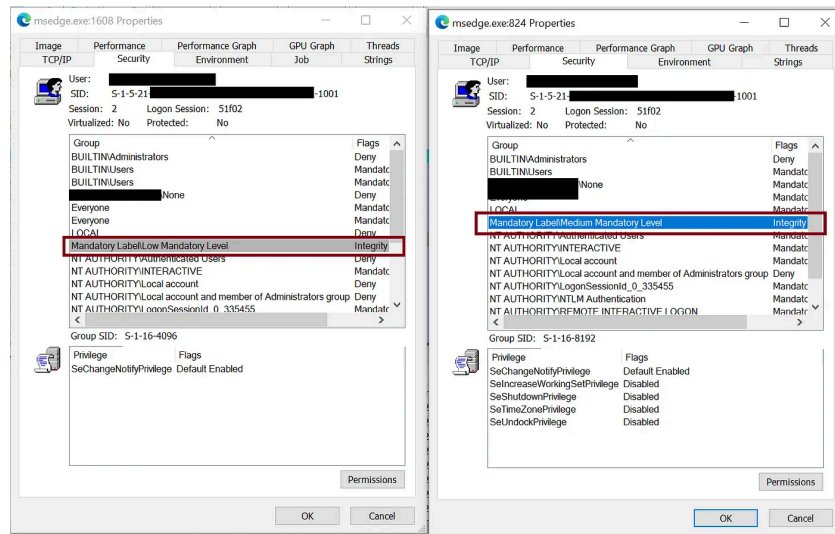 msedge.exe:1608 Properties
Image Performance Performance Graph GPU Graph Threads
TCP/IP Security Environment Job Strings
User:
SID: S-1-5-21- -1001
Session: 2 Logon Session: 51f02
Virtualized: No Protected: No
Group Flags
BUILTIN\Administrators Deny
BUILTIN\Users Mandatc
BUILTIN\Users Mandatc
\None Deny
Everyone Mandatc
Everyone Mandatc
LOCAL Deny
Mandatory Label\Low Mandatory Level Integrity
NT AUTHORITY\Authenticated Users Deny
NT AUTHORITY\INTERACTIVE Mandatc
NT AUTHORITY\Local account Deny
NT AUTHORITY\Local account and member of Administrators group Deny
NT AUTHORITY\LogonSessionId_0_335455 Mandatc
Group SID: S-1-16-4096
Privilege Flags
SeChangeNotifyPrivilege Default Enabled
Permissions
OK Cancel
msedge.exe:824 Properties
Image Performance Performance Graph GPU Graph Threads
TCP/IP Security Environment Strings
User:
SID: S-1-5-21- -1001
Session: 2 Logon Session: 51f02
Virtualized: No Protected: No
Group Flags
BUILTIN\Administrators Deny
BUILTIN\Users Mandatc
\None Mandatc
Everyone Mandatc
LOCAL Mandatc
Mandatory Label\Medium Mandatory Level Integrity
NT AUTHORITY\Authenticated Users Mandatc
NT AUTHORITY\INTERACTIVE Mandatc
NT AUTHORITY\Local account Mandatc
NT AUTHORITY\Local account and member of Administrators group Deny
NT AUTHORITY\LogonSessionId_0_335455 Mandatc
NT AUTHORITY\NTLM Authentication Mandatc
NT AUTHORITY\REMOTE INTERACTIVE LOGON Mandatc
Group SID: S-1-16-8192
Privilege Flags
SeChangeNotifyPrivilege Default Enabled
SeIncreaseWorkingSetPrivilege Disabled
SeShutdownPrivilege Disabled
SeTimeZonePrivilege Disabled
SeUndockPrivilege Disabled
Permissions
OK Cancel